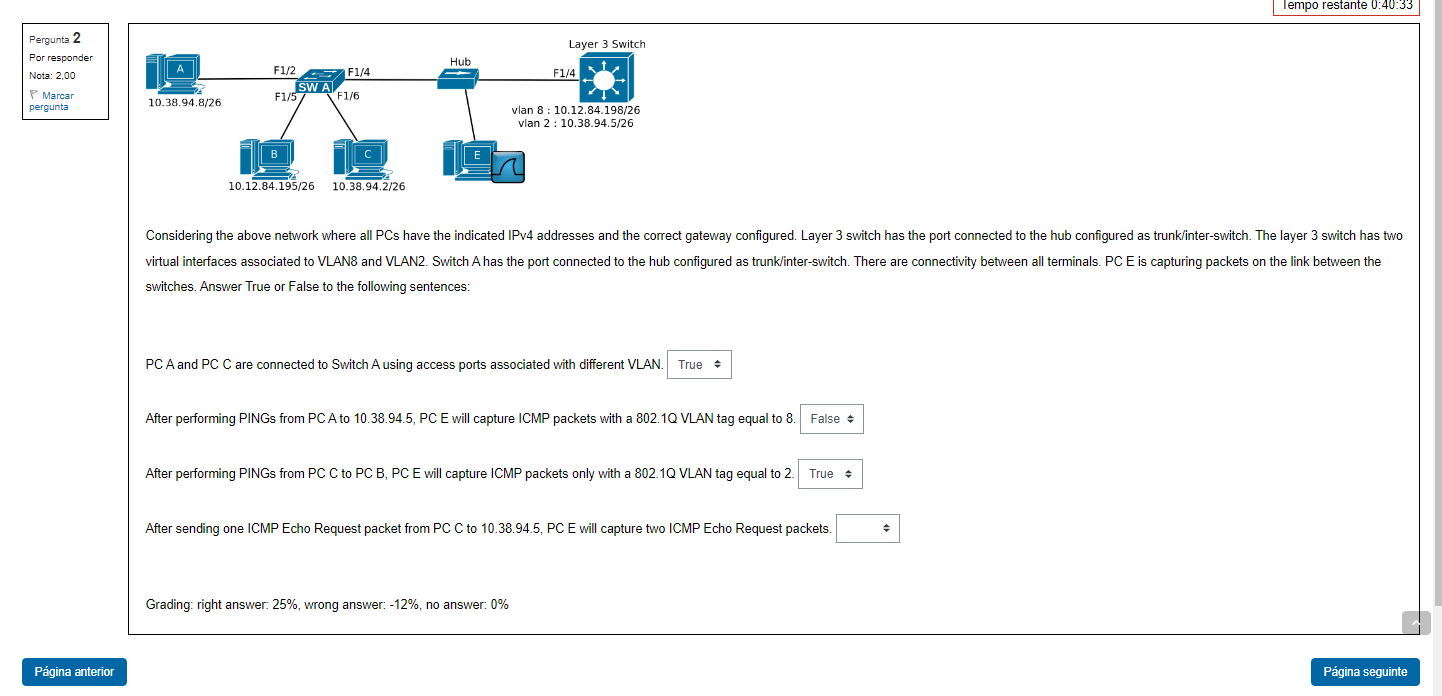 Tempo restante 0:40:33
Pergunta 2
Por responder
Nota: 2,00
Marcar
pergunta
Layer 3 Switch
Hub
A
F1/2
F1/4
F1/4
SW A
10.38.94.8/26
F1/5
F1/6
vlan 8 : 10.12.84.198/26
vlan 2 : 10.38.94.5/26
B
C
E
10.12.84.195/26
10.38.94.2/26
Considering the above network where all PCs have the indicated IPv4 addresses and the correct gateway configured. Layer 3 switch has the port connected to the hub configured as trunk/inter-switch. The layer 3 switch has two
virtual interfaces associated to VLAN8 and VLAN2. Switch A has the port connected to the hub configured as trunk/inter-switch. There are connectivity between all terminals. PC E is capturing packets on the link between the
switches. Answer True or False to the following sentences:
PC A and PC C are connected to Switch A using access ports associated with different VLAN. True
After performing PINGs from PC A to 10.38.94.5, PC E will capture ICMP packets with a 802.1Q VLAN tag equal to 8. False
After performing PINGs from PC C to PC B, PC E will capture ICMP packets only with a 802.1Q VLAN tag equal to 2. True
After sending one ICMP Echo Request packet from PC C to 10.38.94.5, PC E will capture two ICMP Echo Request packets.
Grading: right answer: 25%, wrong answer: -12%, no answer: 0%
Página anterior
Página seguinte